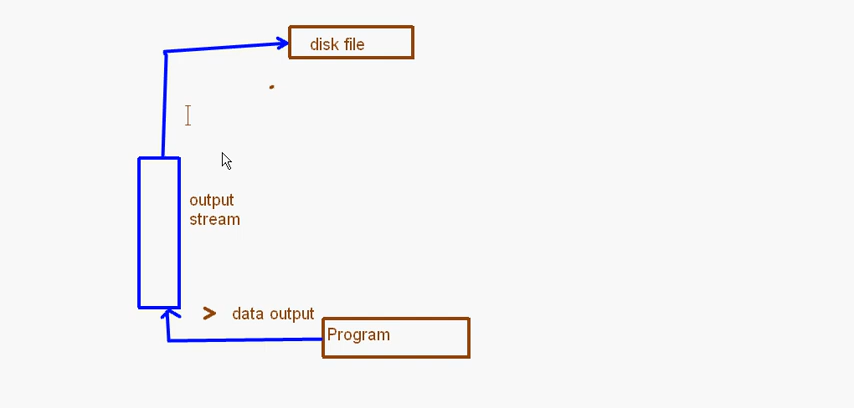 disk file
output
stream
> data output
Program